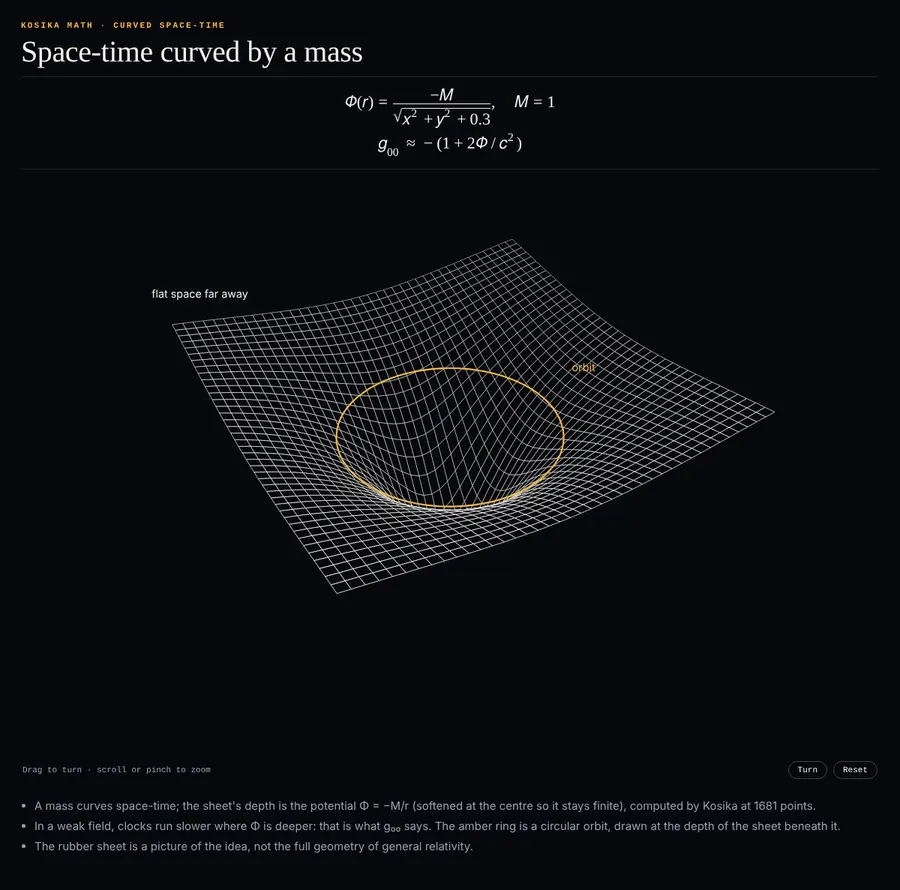 KOSIKA MATH · CURVED SPACE-TIME
Space-time curved by a mass
Φ(r) = −M / √(x² + y² + 0.3), M = 1
g₀₀ ≈ − (1 + 2Φ / c²)
flat space far away
orbit
Drag to turn · scroll or pinch to zoom
Turn
Reset
• A mass curves space-time; the sheet's depth is the potential Φ = −M/r (softened at the centre so it stays finite), computed by Kosika at 1681 points.
• In a weak field, clocks run slower where Φ is deeper: that is what g₀₀ says. The amber ring is a circular orbit, drawn at the depth of the sheet beneath it.
• The rubber sheet is a picture of the idea, not the full geometry of general relativity.